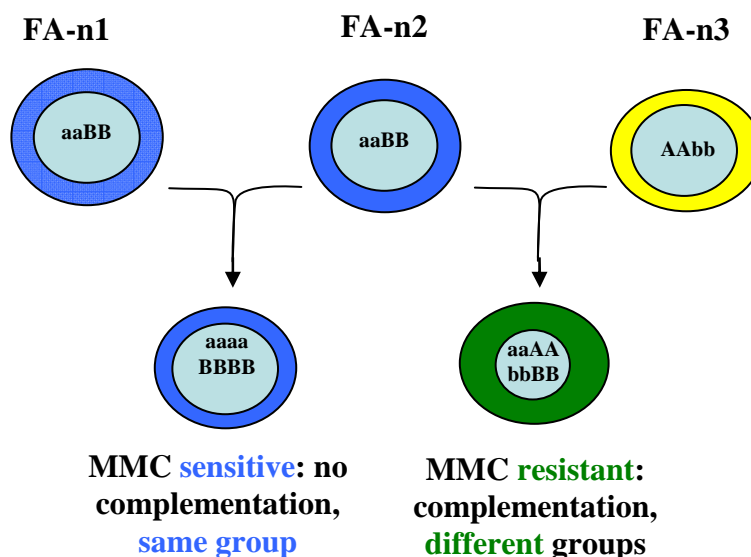 FA-n1
FA-n2
FA-n3
aaBB
aaBB
AAbb
aaaa
BBBB
aaAA
bbBB
MMC sensitive: no
complementation,
same group
MMC resistant:
complementation,
different groups